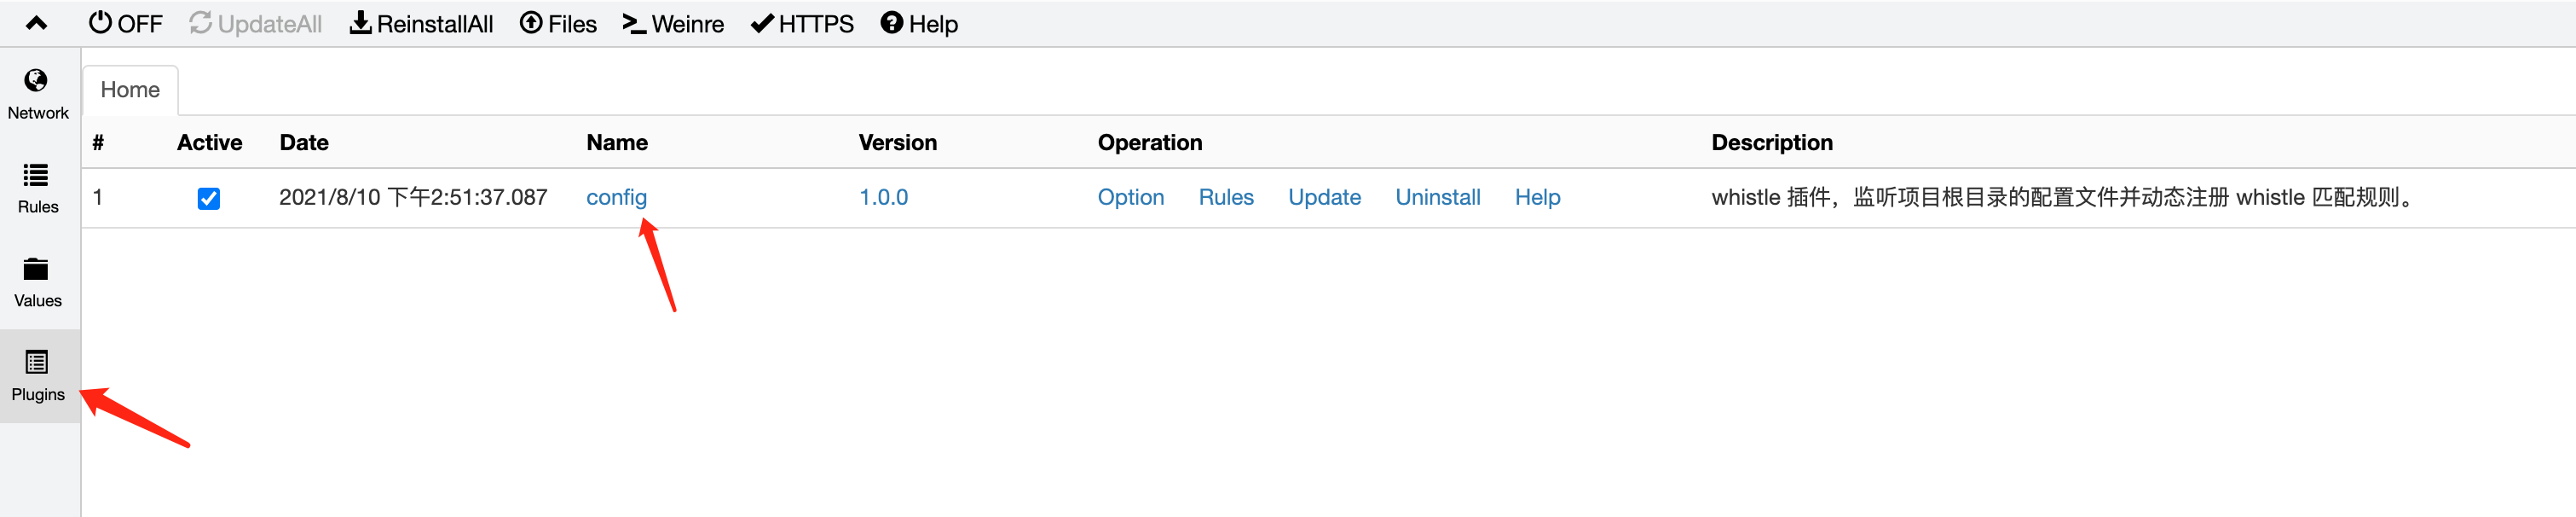 OFF UpdateAll ReinstallAll Files Weinre HTTPS Help
Network
Rules
Values
Plugins
Home
# Active Date Name Version Operation Description
1 2021/8/10 下午2:51:37.087 config 1.0.0 Option Rules Update Uninstall Help whistle 插件，监听项目根目录的配置文件并动态注册 whistle 匹配规则。